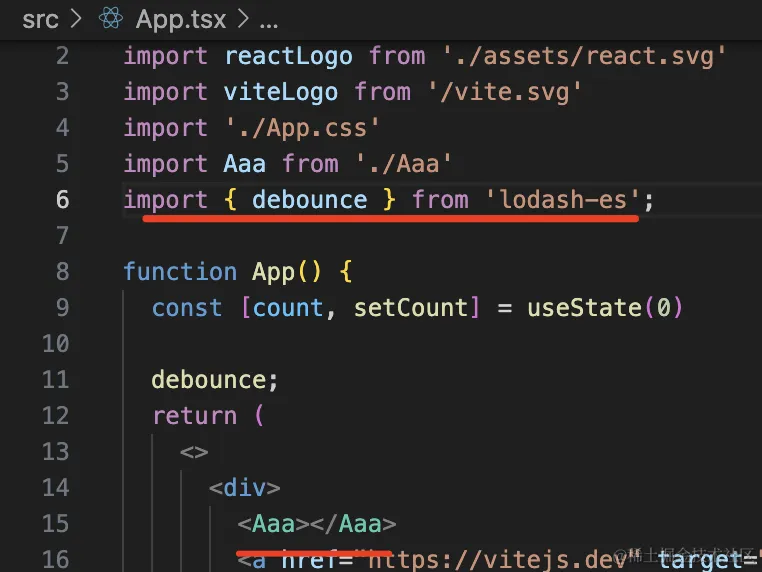 src > App.tsx > ...
2 import reactLogo from './assets/react.svg'
3 import viteLogo from '/vite.svg'
4 import './App.css'
5 import Aaa from './Aaa'
6 import { debounce } from 'lodash-es';
7
8 function App() {
9 const [count, setCount] = useState(0)
10
11 debounce;
12 return (
13 <>
14 <div>
15 <Aaa></Aaa>
16 <a href="https://vitejs.dev" target="
@稀土掘金技术社区